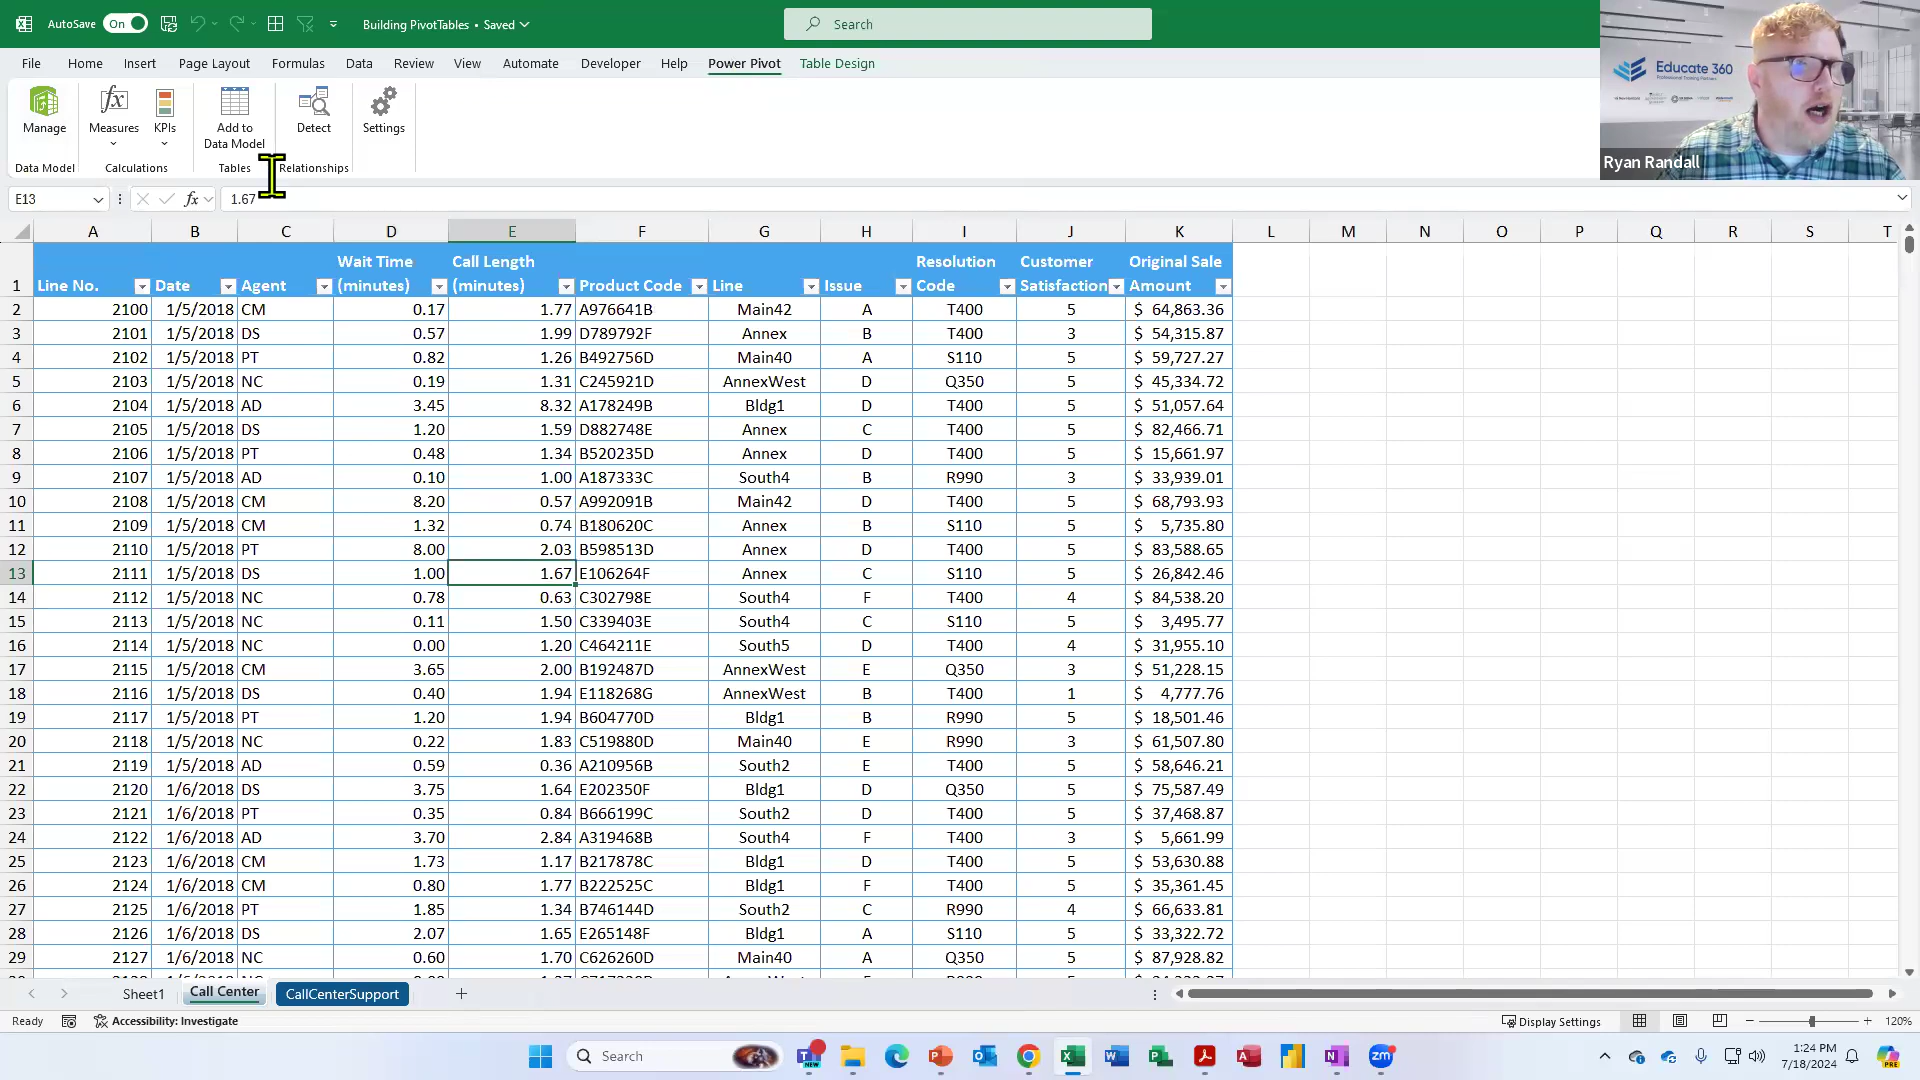 AutoSave On Building PivotTables • Saved Search
File Home Insert Page Layout Formulas Data Review View Automate Developer Help Power Pivot Table Design
Manage Measures KPIs Add to Data Model Detect Settings
Data Model Calculations Tables Relationships
Educate 360
Professional Training Partners
Ryan Randall
E13 fx 1.67
A B C D E F G H I J K L M N O P Q R S T
1 Line No. Date Agent Wait Time (minutes) Call Length (minutes) Product Code Line Issue Resolution Code Customer Satisfaction Original Sale Amount
2 2100 1/5/2018 CM 0.17 1.77 A976641B Main42 A T400 5 $ 64,863.36
3 2101 1/5/2018 DS 0.57 1.99 D789792F Annex B T400 3 $ 54,315.87
4 2102 1/5/2018 PT 0.82 1.26 B492756D Main40 A S110 5 $ 59,727.27
5 2103 1/5/2018 NC 0.19 1.31 C245921D AnnexWest D Q350 5 $ 45,334.72
6 2104 1/5/2018 AD 3.45 8.32 A178249B Bldg1 D T400 5 $ 51,057.64
7 2105 1/5/2018 DS 1.20 1.59 D882748E Annex C T400 5 $ 82,466.71
8 2106 1/5/2018 PT 0.48 1.34 B520235D Annex D T400 5 $ 15,661.97
9 2107 1/5/2018 AD 0.10 1.00 A187333C South4 B R990 3 $ 33,939.01
10 2108 1/5/2018 CM 8.20 0.57 A992091B Main42 D T400 5 $ 68,793.93
11 2109 1/5/2018 CM 1.32 0.74 B180620C Annex B S110 5 $ 5,735.80
12 2110 1/5/2018 PT 8.00 2.03 B598513D Annex D T400 5 $ 83,588.65
13 2111 1/5/2018 DS 1.00 1.67 E106264F Annex C S110 5 $ 26,842.46
14 2112 1/5/2018 NC 0.78 0.63 C302798E South4 F T400 4 $ 84,538.20
15 2113 1/5/2018 NC 0.11 1.50 C339403E South4 C S110 5 $ 3,495.77
16 2114 1/5/2018 NC 0.00 1.20 C464211E South5 D T400 4 $ 31,955.10
17 2115 1/5/2018 CM 3.65 2.00 B192487D AnnexWest E Q350 3 $ 51,228.15
18 2116 1/5/2018 DS 0.40 1.94 E118268G AnnexWest B T400 1 $ 4,777.76
19 2117 1/5/2018 PT 1.20 1.94 B604770D Bldg1 B R990 5 $ 18,501.46
20 2118 1/5/2018 NC 0.22 1.83 C519880D Main40 E R990 3 $ 61,507.80
21 2119 1/5/2018 AD 0.59 0.36 A210956B South2 E T400 5 $ 58,646.21
22 2120 1/6/2018 DS 3.75 1.64 E202350F Bldg1 D Q350 5 $ 75,587.49
23 2121 1/6/2018 PT 0.35 0.84 B666199C South2 D T400 5 $ 37,468.87
24 2122 1/6/2018 AD 3.70 2.84 A319468B South4 F T400 3 $ 5,661.99
25 2123 1/6/2018 CM 1.73 1.17 B217878C Bldg1 D T400 5 $ 53,630.88
26 2124 1/6/2018 CM 0.80 1.77 B222525C Bldg1 F T400 5 $ 35,361.45
27 2125 1/6/2018 PT 1.85 1.34 B746144D South2 C R990 4 $ 66,633.81
28 2126 1/6/2018 DS 2.07 1.65 E265148F Bldg1 A S110 5 $ 33,322.72
29 2127 1/6/2018 NC 0.60 1.70 C626260D Main40 A Q350 5 $ 87,928.82
Sheet1 Call Center CallCenterSupport
Ready Accessibility: Investigate Display Settings 120%
Search 1:24 PM
7/18/2024